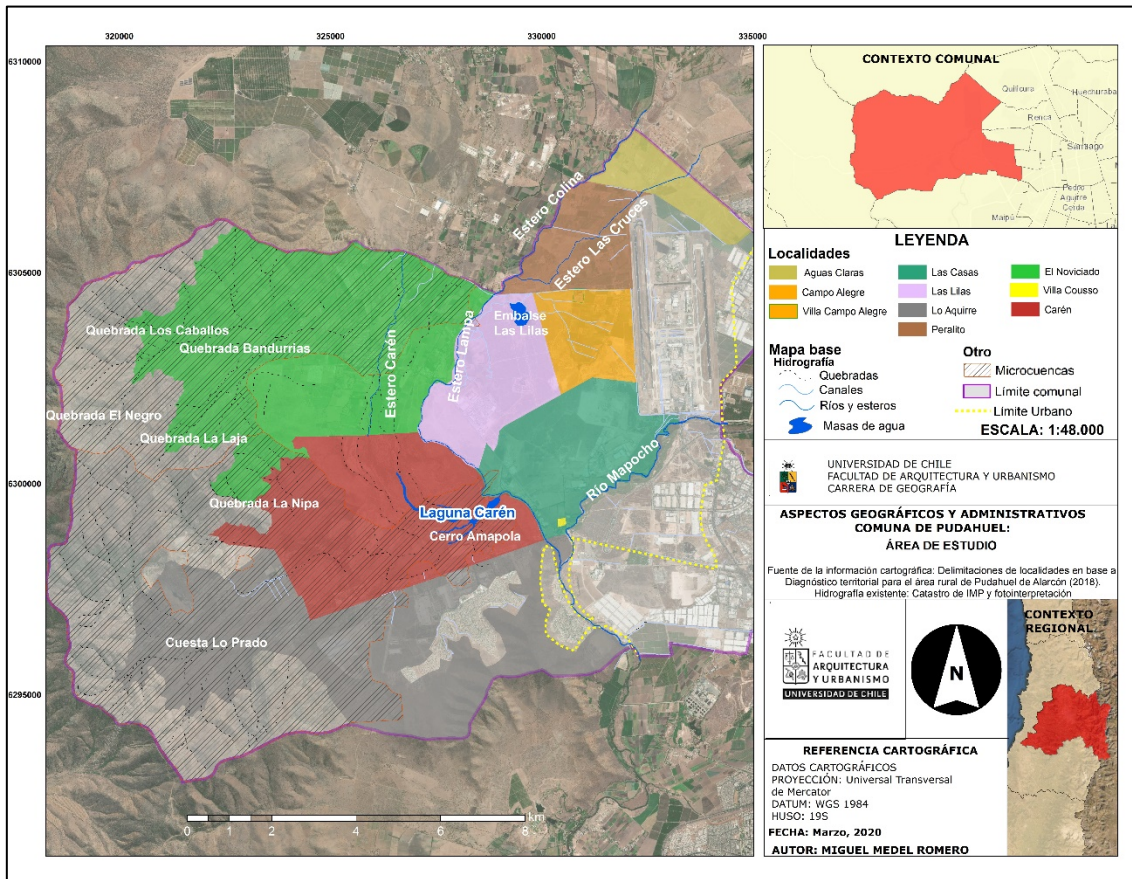 320000
325000
330000
335000
6310000
6305000
6300000
6295000
Estero Colina
Estero Las Cruces
Estero Lampa
Embalse
Las Lilas
Estero Carén
Quebrada Los Caballos
Quebrada Bandurrias
Quebrada El Negro
Quebrada La Laja
Quebrada La Nipa
Río Mapocho
Laguna Carén
Cerro Amapola
Cuesta Lo Prado
km
0 2 4 8
CONTEXTO COMUNAL
Quilicura
Huechuraba
Renca
Santiago
Pedro
Aguirre
Cerda
Maipú
LEYENDA
Localidades
Aguas Claras
Campo Alegre
Villa Campo Alegre
Las Casas
Las Lilas
Lo Aquirre
Peralito
El Noviciado
Villa Cousso
Carén
Mapa base
Hidrografía
Quebradas
Canales
Ríos y esteros
Masas de agua
Otro
Microcuencas
Límite comunal
Límite Urbano
ESCALA: 1:48.000
UNIVERSIDAD DE CHILE
FACULTAD DE ARQUITECTURA Y URBANISMO
CARRERA DE GEOGRAFÍA
ASPECTOS GEOGRÁFICOS Y ADMINISTRATIVOS
COMUNA DE PUDAHUEL:
ÁREA DE ESTUDIO
Fuente de la información cartográfica: Delimitaciones de localidades en base a
Diagnóstico territorial para el área rural de Pudahuel de Alarcón (2018).
Hidrografía existente: Catastro de IMP y fotointerpretación
FACULTAD DE
ARQUITECTURA
Y URBANISMO
UNIVERSIDAD DE CHILE
N
CONTEXTO
REGIONAL
REFERENCIA CARTOGRÁFICA
DATOS CARTOGRÁFICOS
PROYECCIÓN: Universal Transversal
de Mercator
DATUM: WGS 1984
HUSO: 19S
FECHA: Marzo, 2020
AUTOR: MIGUEL MEDEL ROMERO